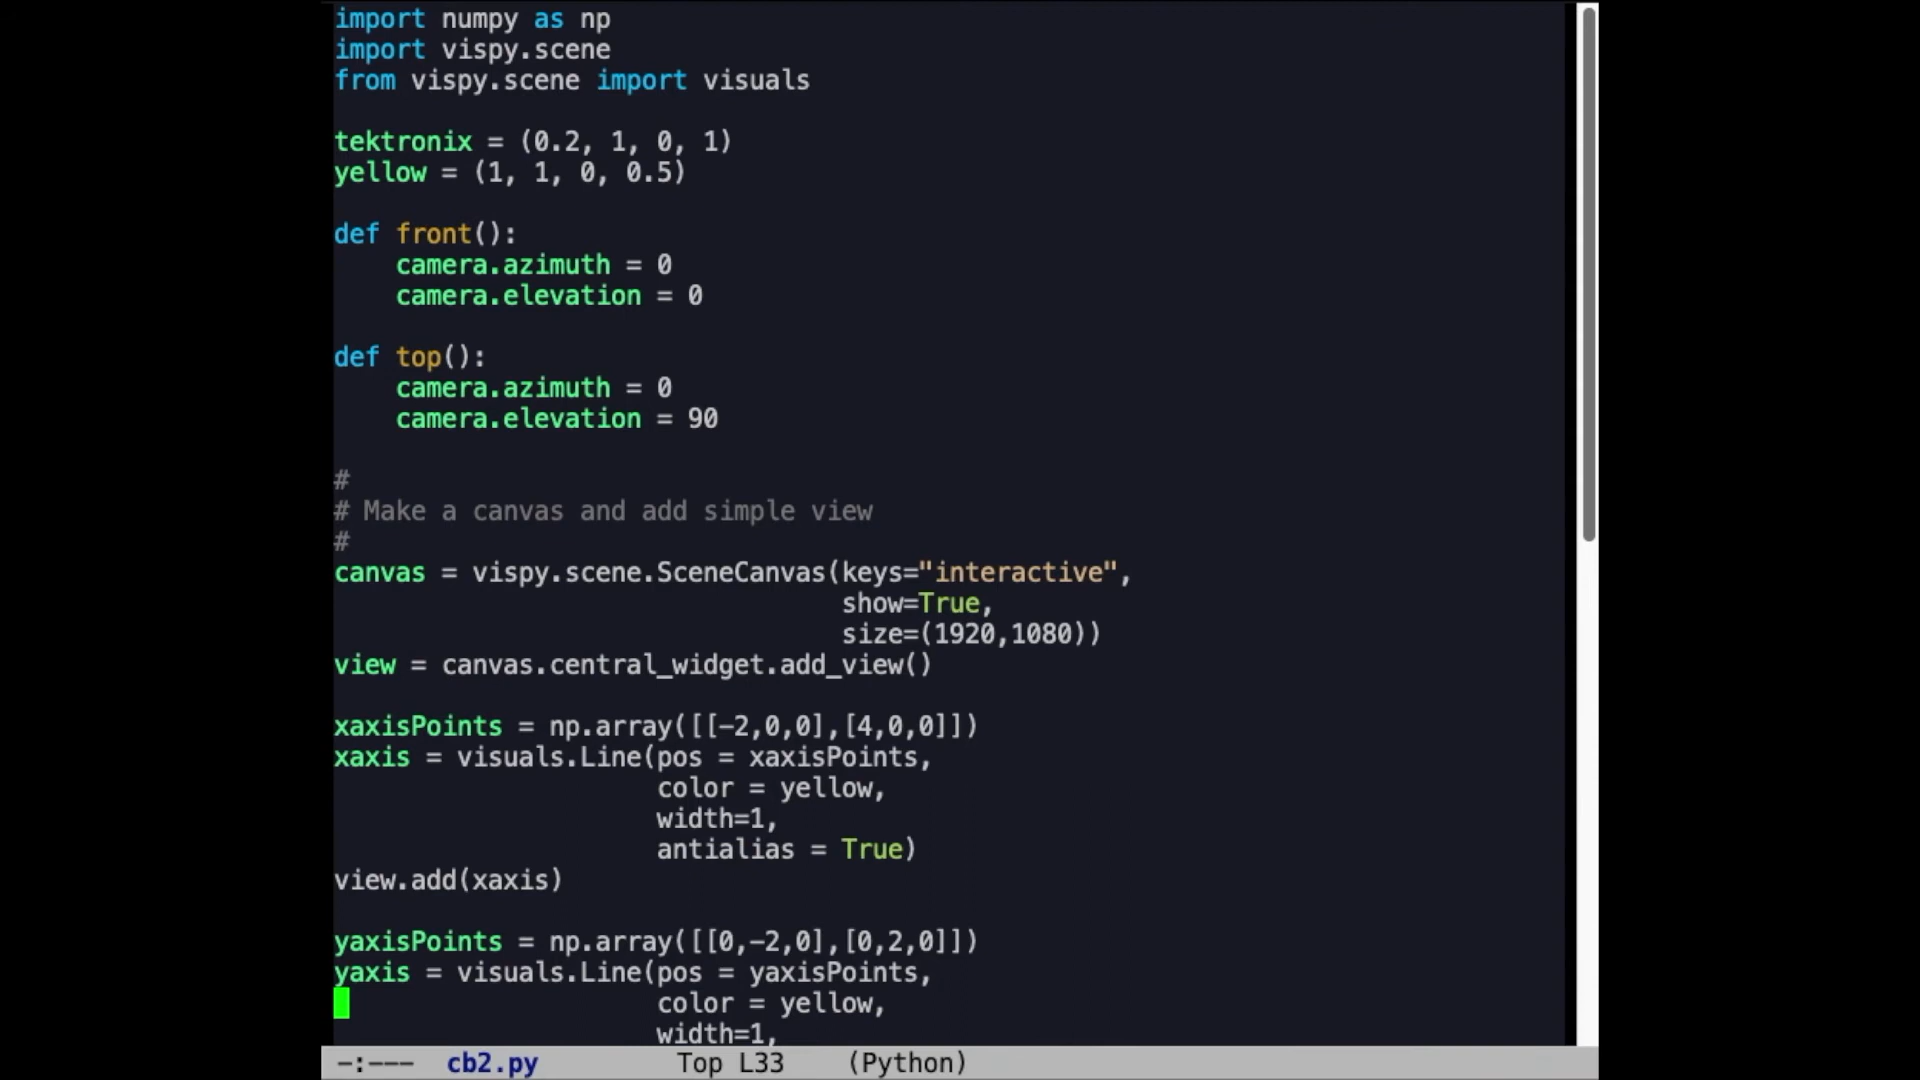 import numpy as np
import vispy.scene
from vispy.scene import visuals
tektronix = (0.2, 1, 0, 1)
yellow = (1, 1, 0, 0.5)
def front():
    camera.azimuth = 0
    camera.elevation = 0
def top():
    camera.azimuth = 0
    camera.elevation = 90
#
# Make a canvas and add simple view
#
canvas = vispy.scene.SceneCanvas(keys="interactive",
                                 show=True,
                                 size=(1920,1080))
view = canvas.central_widget.add_view()
xaxisPoints = np.array([[-2,0,0],[4,0,0]])
xaxis = visuals.Line(pos = xaxisPoints,
                     color = yellow,
                     width=1,
                     antialias = True)
view.add(xaxis)
yaxisPoints = np.array([[0,-2,0],[0,2,0]])
yaxis = visuals.Line(pos = yaxisPoints,
                     color = yellow,
                     width=1,
-:--- cb2.py Top L33 (Python)